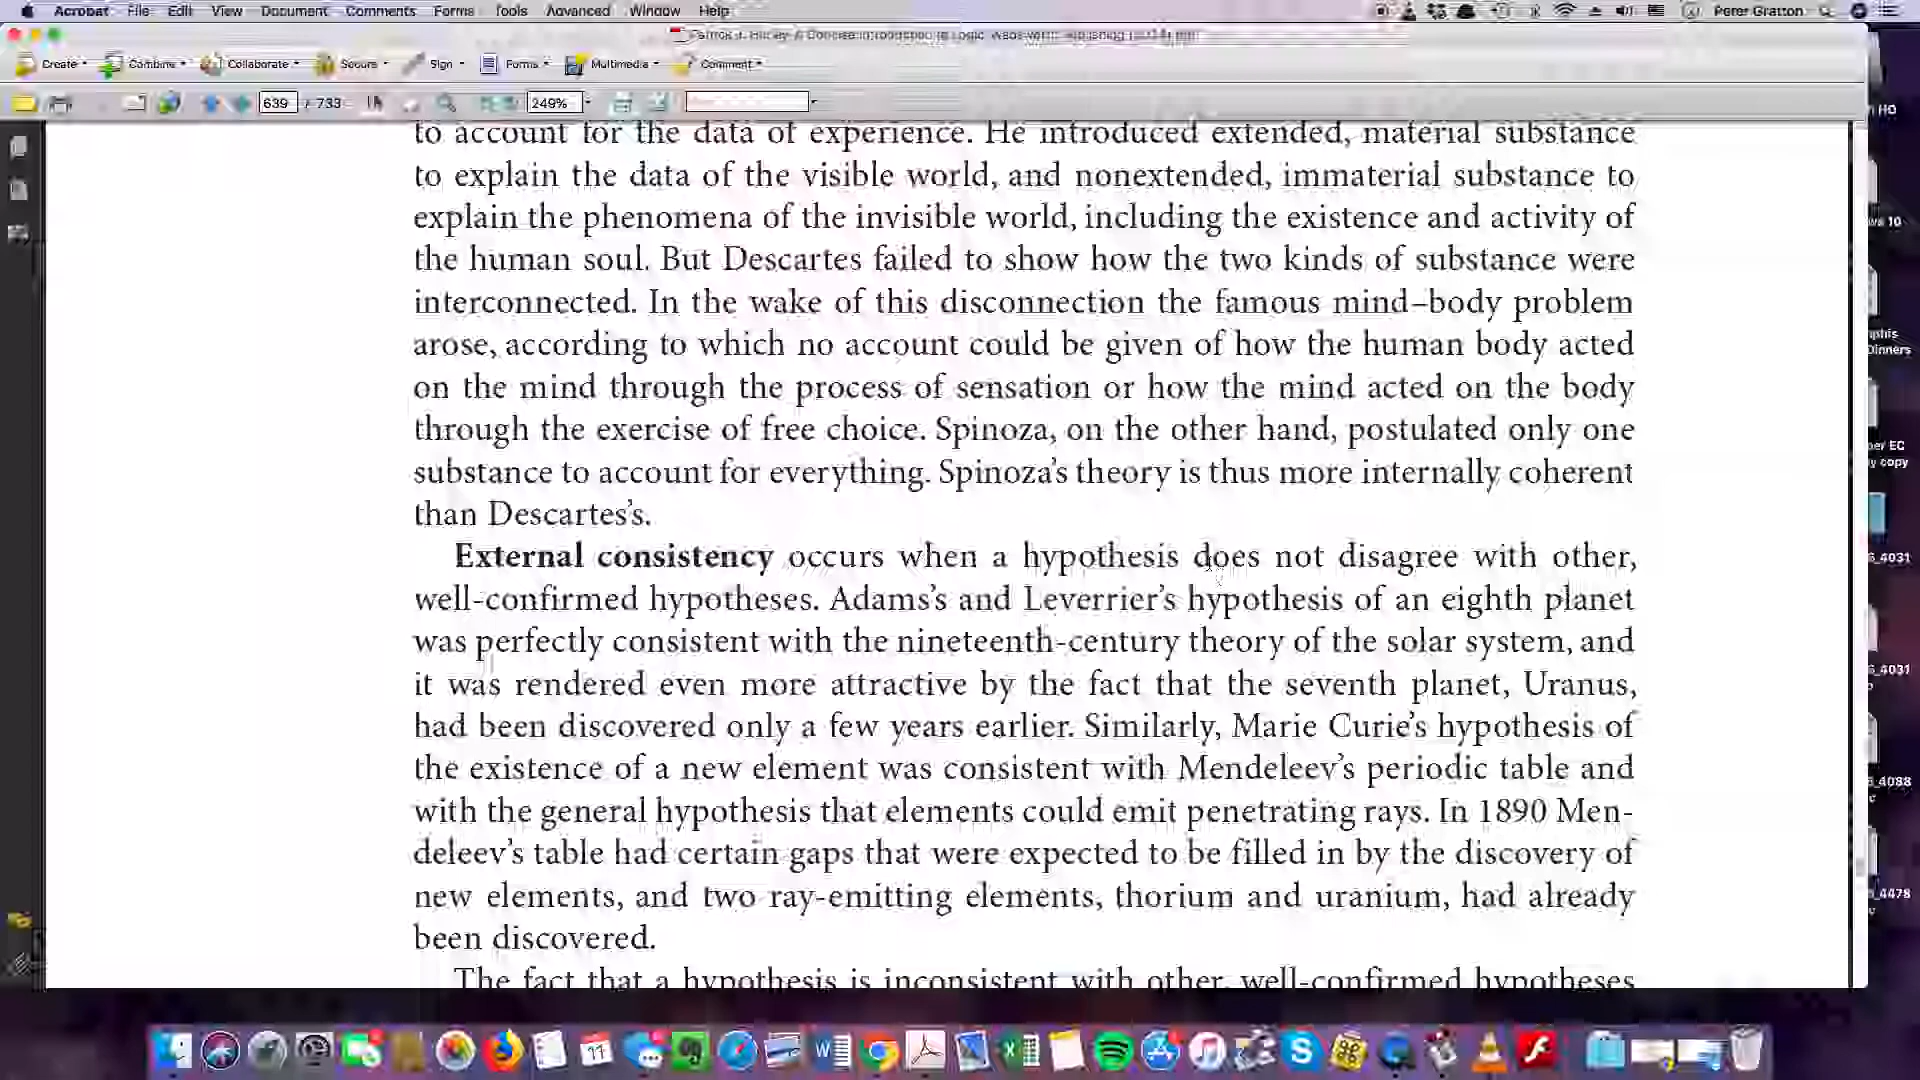 Acrobat File Edit View Document Comments Forms Tools Advanced Window Help Peter Gratton
Create Combine Collaborate Secure Sign Forms Multimedia Comment
639 / 733 249%
to account for the data of experience. He introduced extended, material substance
to explain the data of the visible world, and nonextended, immaterial substance to
explain the phenomena of the invisible world, including the existence and activity of
the human soul. But Descartes failed to show how the two kinds of substance were
interconnected. In the wake of this disconnection the famous mind–body problem
arose, according to which no account could be given of how the human body acted
on the mind through the process of sensation or how the mind acted on the body
through the exercise of free choice. Spinoza, on the other hand, postulated only one
substance to account for everything. Spinoza's theory is thus more internally coherent
than Descartes's.
External consistency occurs when a hypothesis does not disagree with other,
well-confirmed hypotheses. Adams's and Leverrier's hypothesis of an eighth planet
was perfectly consistent with the nineteenth-century theory of the solar system, and
it was rendered even more attractive by the fact that the seventh planet, Uranus,
had been discovered only a few years earlier. Similarly, Marie Curie's hypothesis of
the existence of a new element was consistent with Mendeleev's periodic table and
with the general hypothesis that elements could emit penetrating rays. In 1890 Men-
deleev's table had certain gaps that were expected to be filled in by the discovery of
new elements, and two ray-emitting elements, thorium and uranium, had already
been discovered.
The fact that a hypothesis is inconsistent with other, well-confirmed hypotheses
HO
10
Dinners
EC
copy
4031
4031
4088
4478